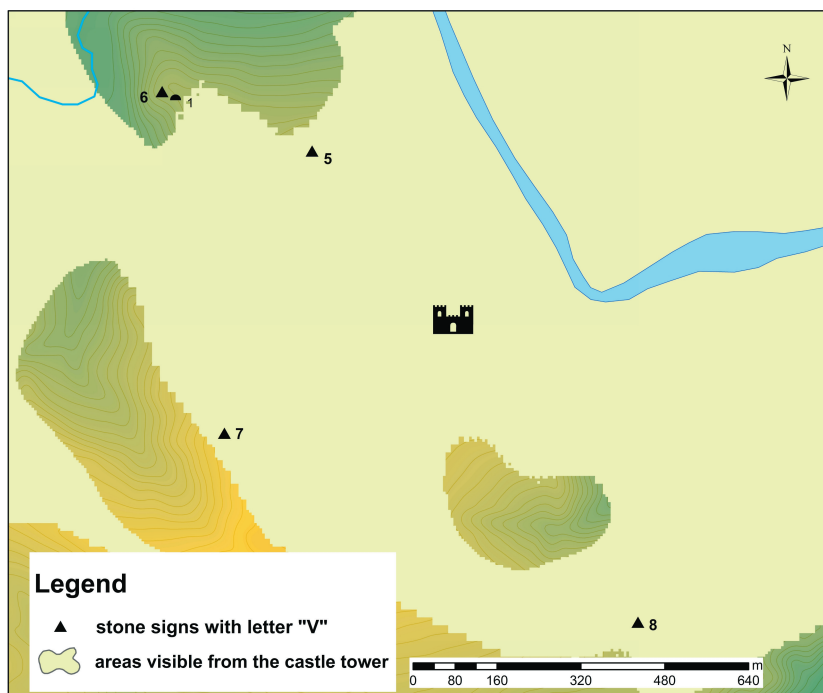 N
6
1
5
7
8
Legend
stone signs with letter "V"
areas visible from the castle tower
m
0 80 160 320 480 640